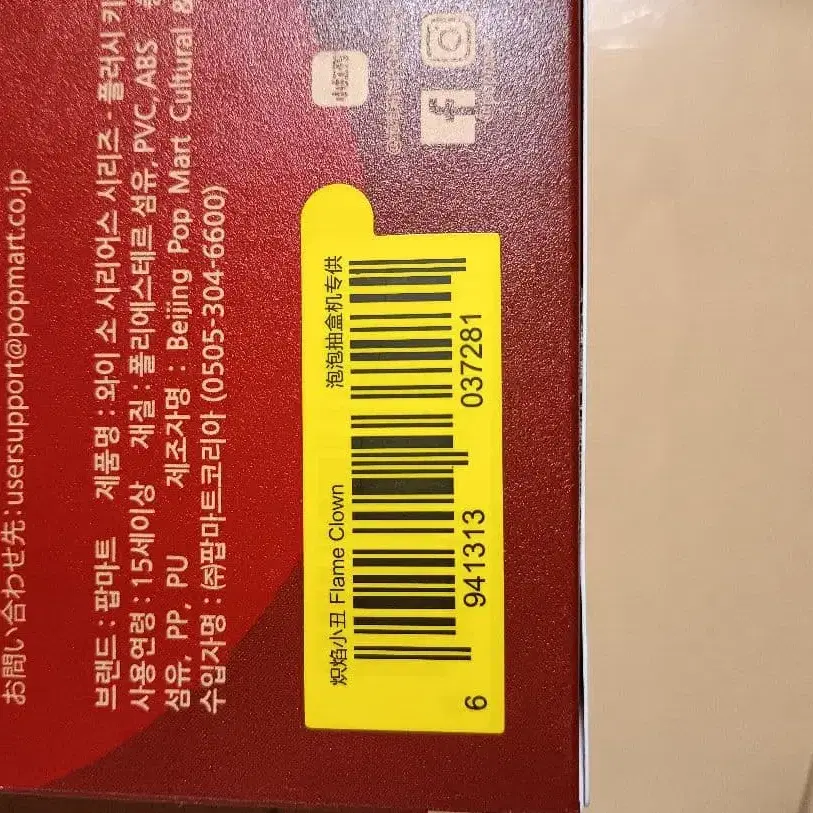 お問い合わせ先 : usersupport@popmart.co.jp
브랜드 : 팝마트 제품명 : 와이 소 시리어스 시리즈 - 플러시 키
사용연령 : 15세이상 재질 : 폴리에스테르 섬유, PVC, ABS
섬유, PP, PU 제조자명 : Beijing Pop Mart Cultural &
수입자명 : ㈜팝마트코리아 (0505-304-6600)
小红书
炽焰小丑 Flame Clown 泡泡抽盒机专供
6 941313 037281